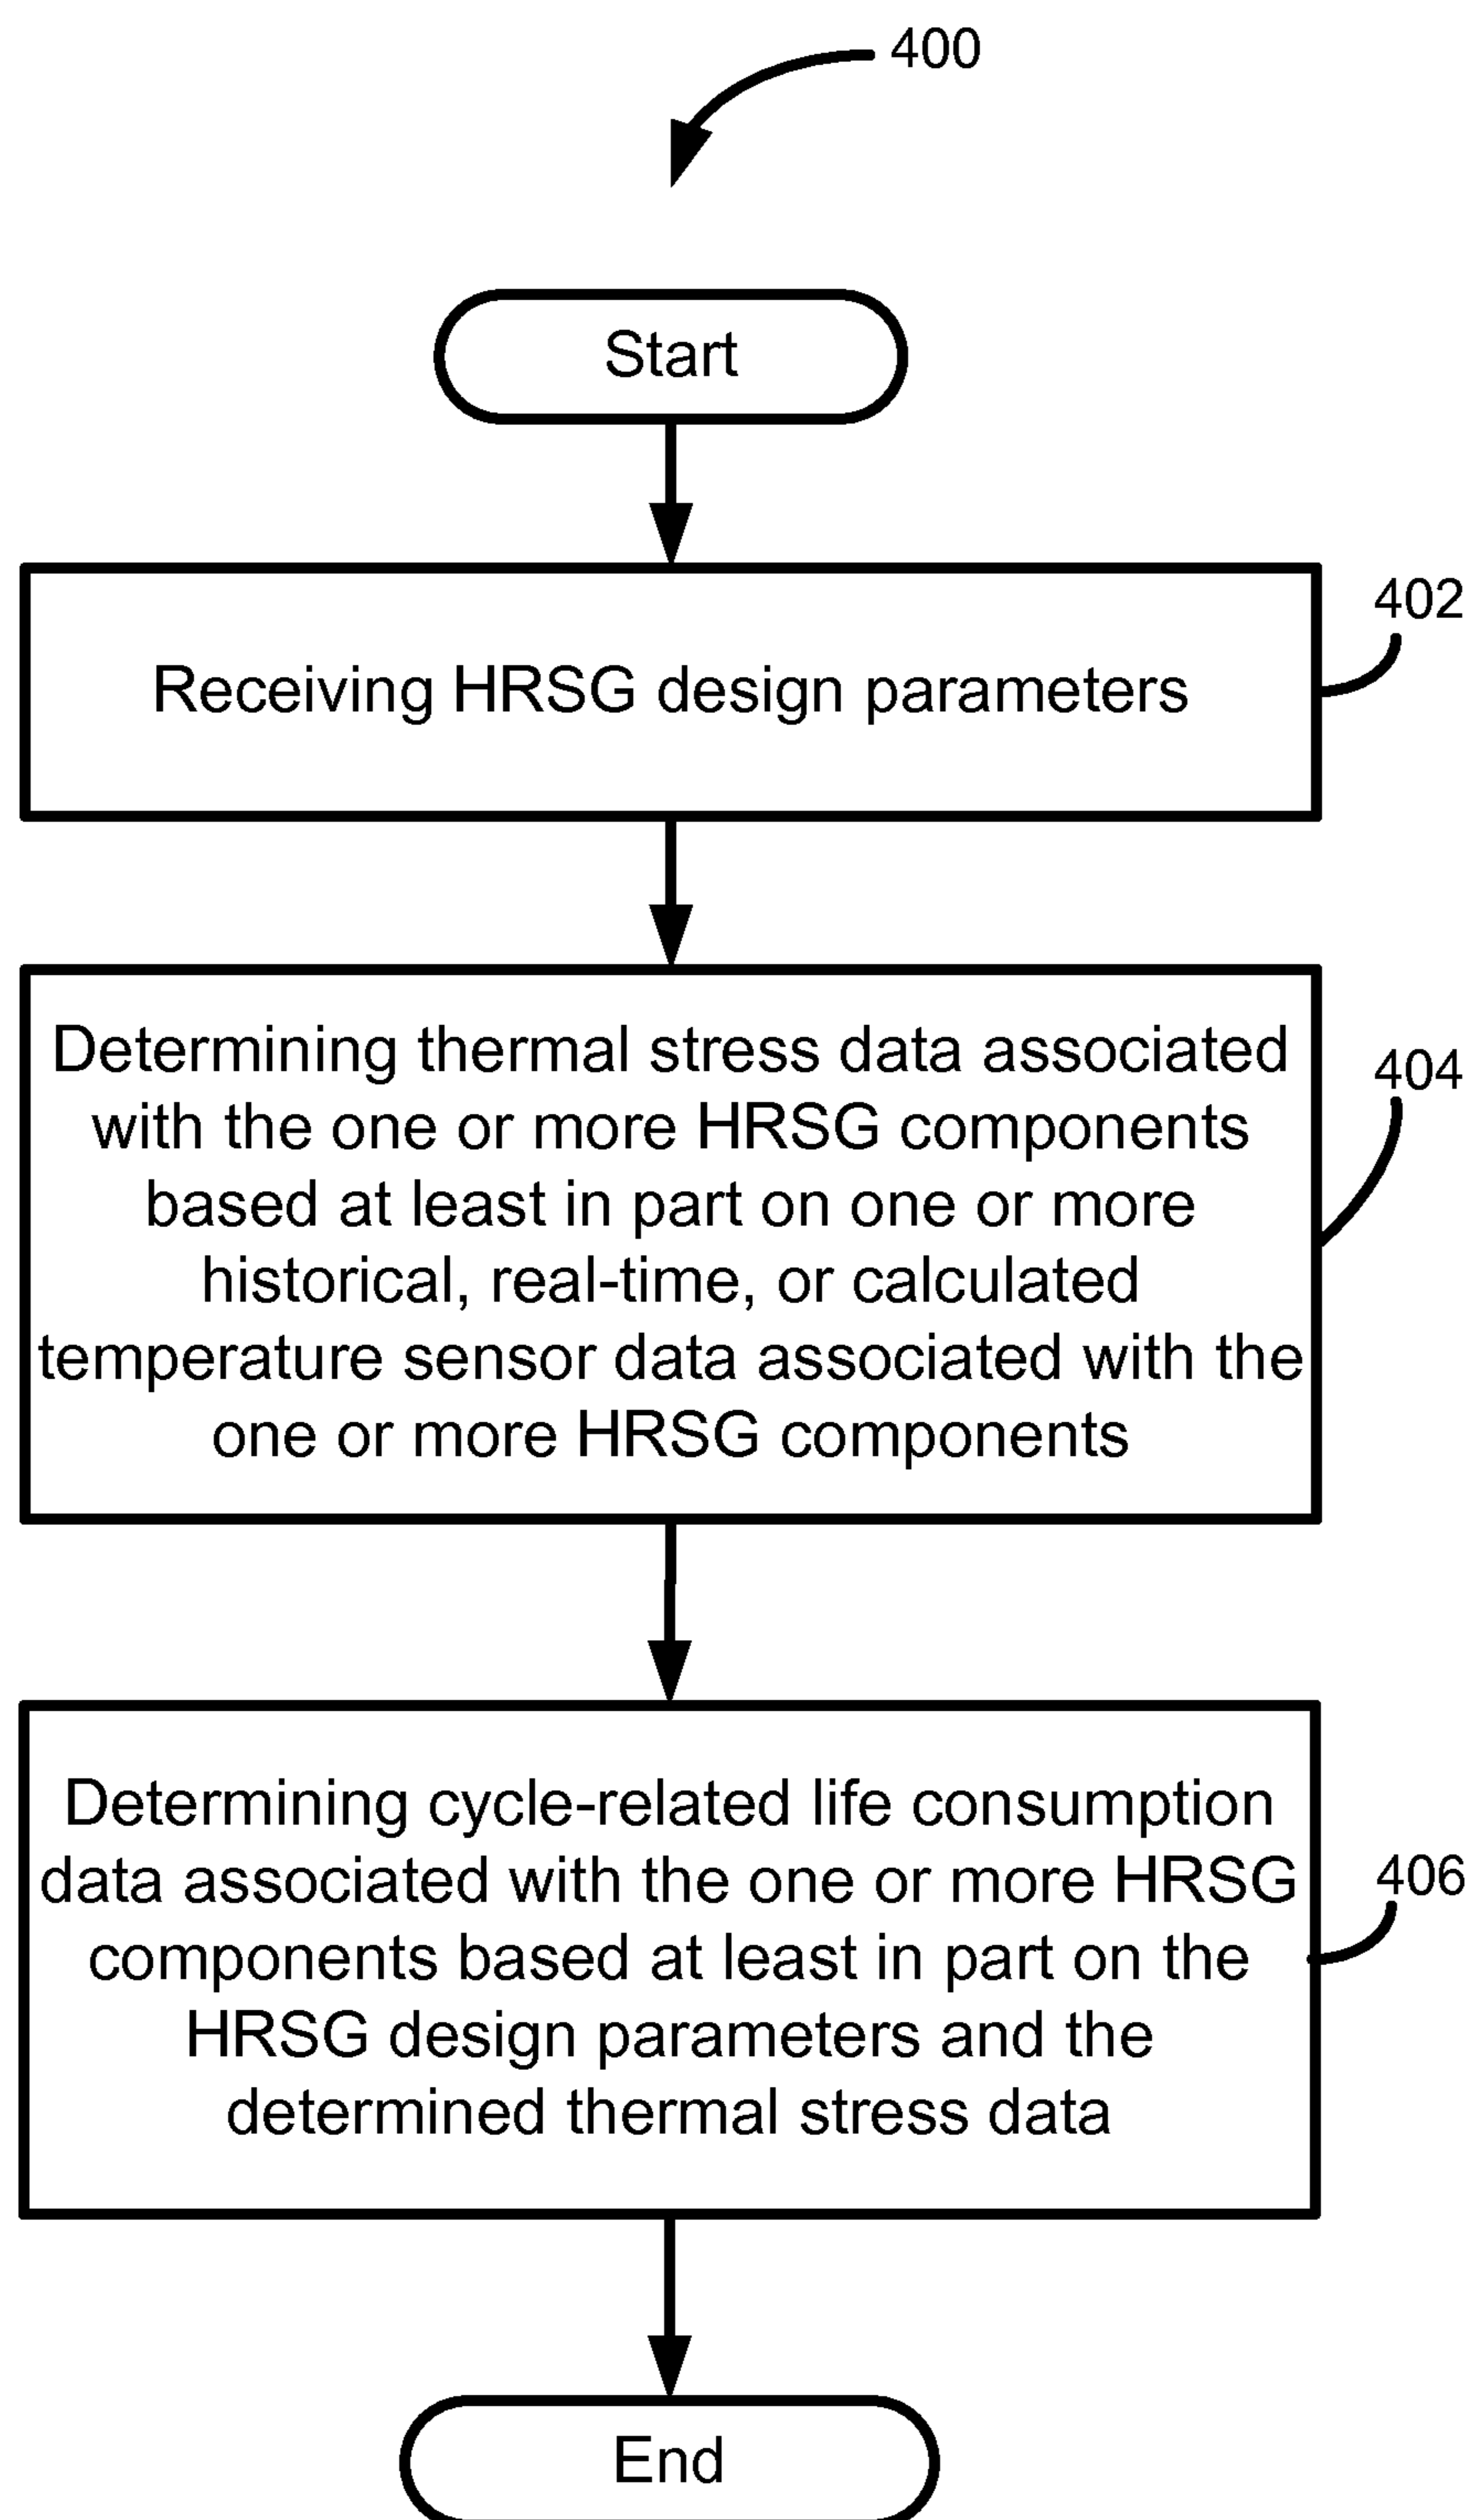 400
Start
402
Receiving HRSG design parameters
404
Determining thermal stress data associated
with the one or more HRSG components
based at least in part on one or more
historical, real-time, or calculated
temperature sensor data associated with the
one or more HRSG components
406
Determining cycle-related life consumption
data associated with the one or more HRSG
components based at least in part on the
HRSG design parameters and the
determined thermal stress data
End